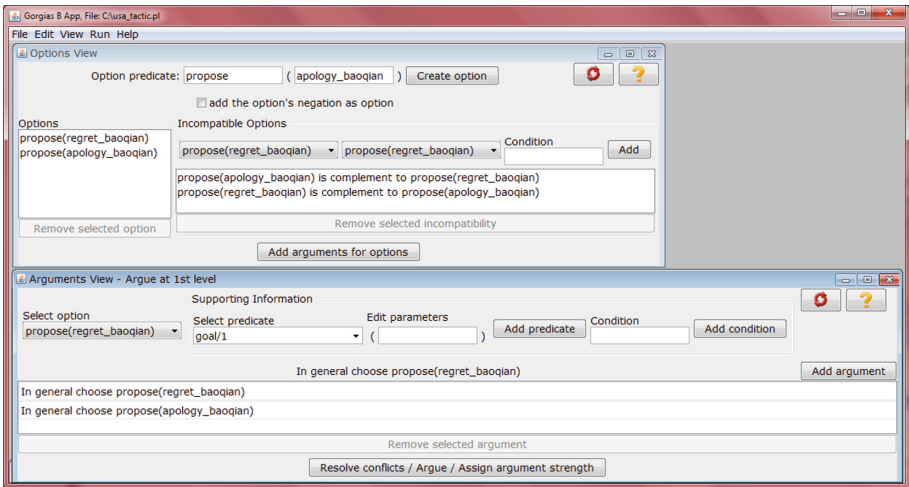 Gorgias B App, File: C:\usa_tactic.pl
File Edit View Run Help
Options View
Option predicate: propose ( apology_baoqian ) Create option
add the option's negation as option
Options
Incompatible Options
propose(regret_baoqian)
propose(apology_baoqian)
propose(regret_baoqian) propose(regret_baoqian) Condition Add
propose(apology_baoqian) is complement to propose(regret_baoqian)
propose(regret_baoqian) is complement to propose(apology_baoqian)
Remove selected option
Remove selected incompatibility
Add arguments for options
Arguments View - Argue at 1st level
Supporting Information
Select option
propose(regret_baoqian)
Select predicate
goal/1
Edit parameters
( )
Add predicate
Condition
Add condition
In general choose propose(regret_baoqian)
Add argument
In general choose propose(regret_baoqian)
In general choose propose(apology_baoqian)
Remove selected argument
Resolve conflicts / Argue / Assign argument strength